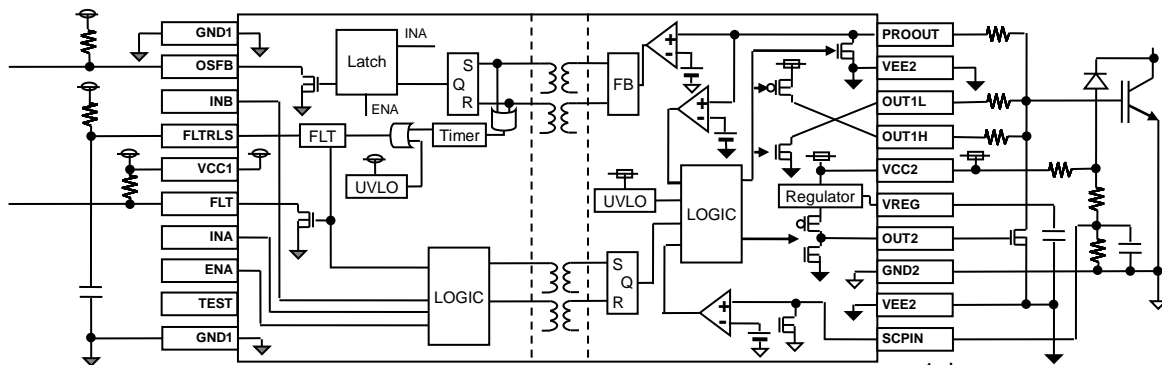 GND1
OSFB
INB
FLTRLS
VCC1
FLT
INA
ENA
TEST
GND1
INA
Latch
ENA
S
Q
R
FLT
Timer
UVLO
LOGIC
FB
+
-
+
-
UVLO
LOGIC
Regulator
S
Q
R
+
-
PROOUT
VEE2
OUT1L
OUT1H
VCC2
VREG
OUT2
GND2
VEE2
SCPIN